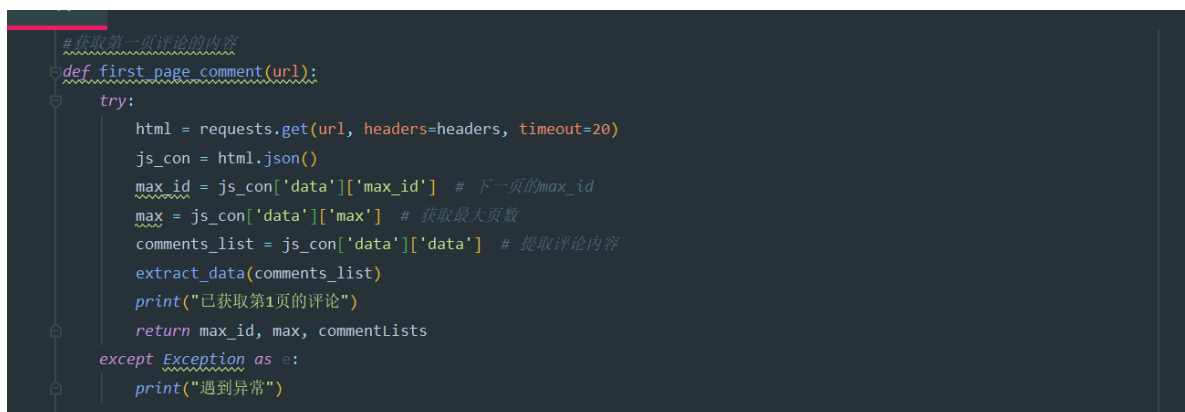 #获取第一页评论的内容
def first_page_comment(url):
try:
html = requests.get(url, headers=headers, timeout=20)
js_con = html.json()
max_id = js_con['data']['max_id']  # 下一页的max_id
max = js_con['data']['max']  # 获取最大页数
comments_list = js_con['data']['data']  # 提取评论内容
extract_data(comments_list)
print("已获取第1页的评论")
return max_id, max, commentLists
except Exception as e:
print("遇到异常")